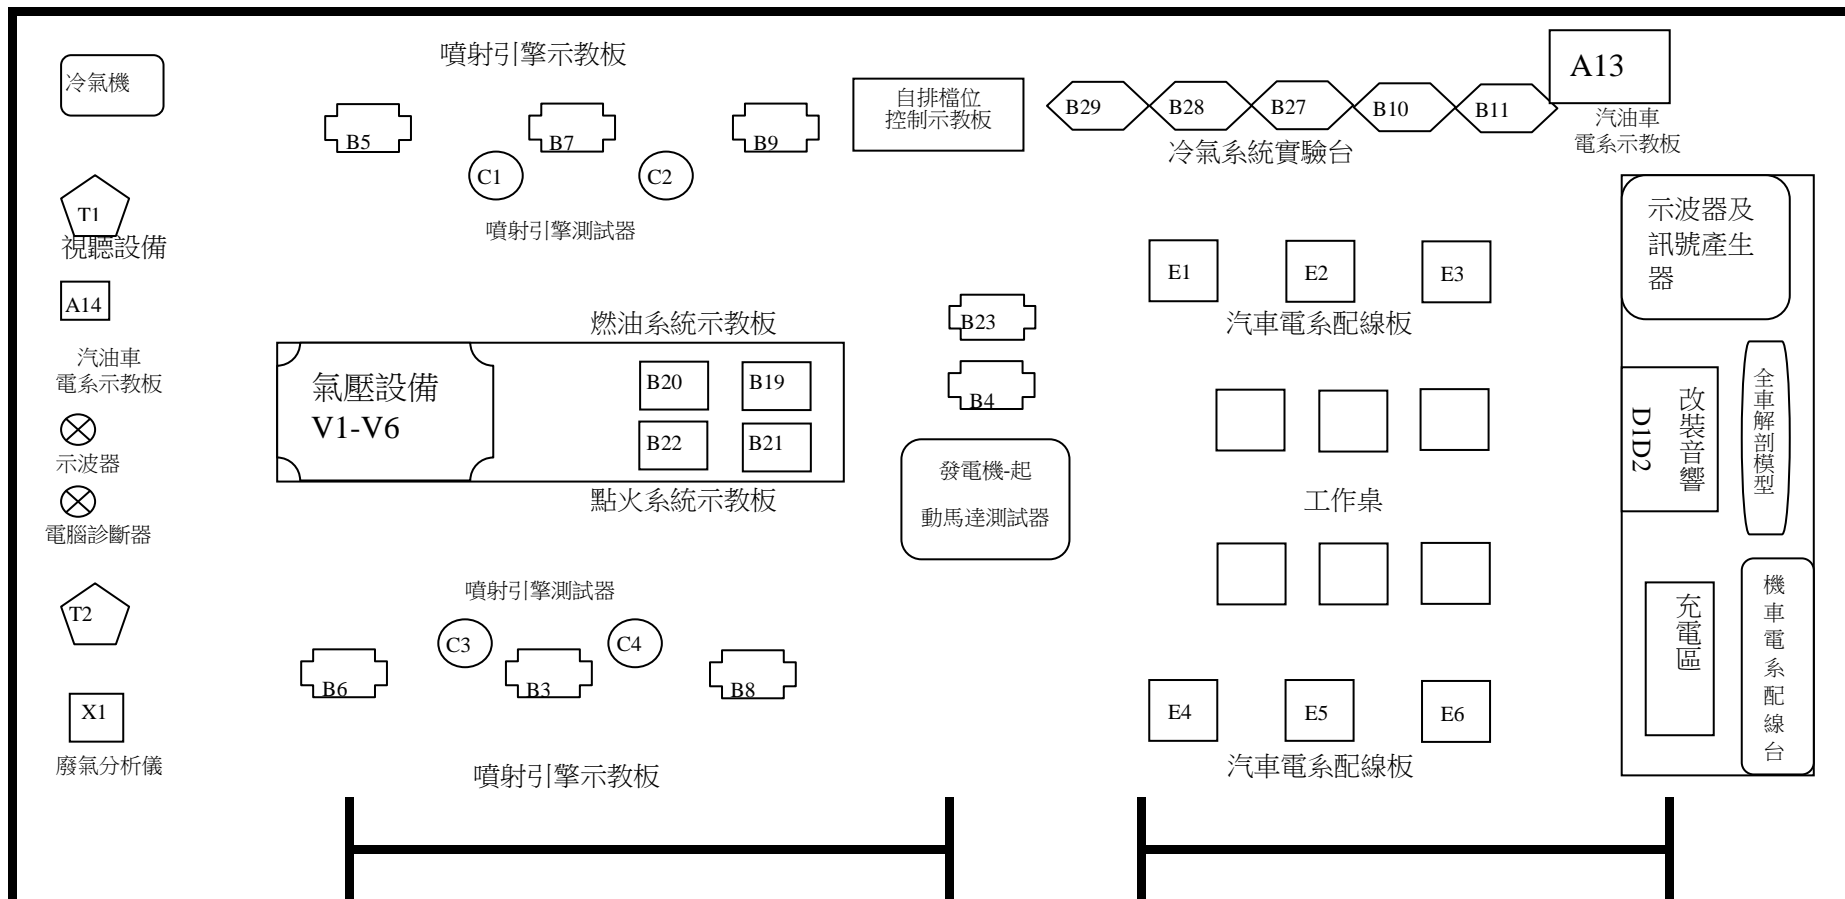 噴射引擎示教板
冷氣機
B5
B7
B9
自排檔位
控制示教板
B29
B28
B27
B10
B11
A13
汽油車
電系示教板
冷氣系統實驗台
C1
C2
噴射引擎測試器
T1
視聽設備
A14
汽油車
電系示教板
示波器
電腦診斷器
T2
X1
廢氣分析儀
燃油系統示教板
氣壓設備
V1-V6
B20
B19
B22
B21
點火系統示教板
B23
B4
發電機-起
動馬達測試器
噴射引擎測試器
C3
C4
B6
B3
B8
噴射引擎示教板
E1
E2
E3
汽車電系配線板
工作桌
E4
E5
E6
汽車電系配線板
示波器及
訊號產生
器
改裝音響
D1D2
全車解剖模型
充電區
機車電系配線台